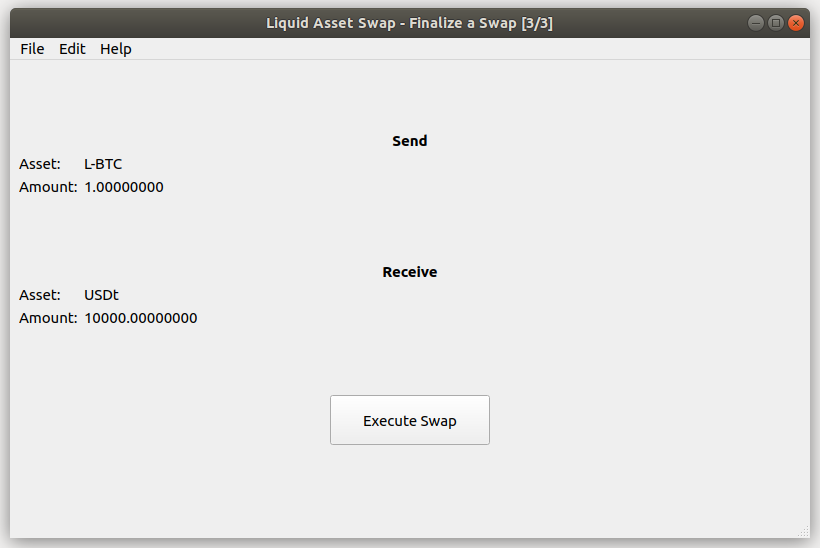 Liquid Asset Swap - Finalize a Swap [3/3]
File Edit Help
Send
Asset: L-BTC
Amount: 1.00000000
Receive
Asset: USDt
Amount: 10000.00000000
Execute Swap